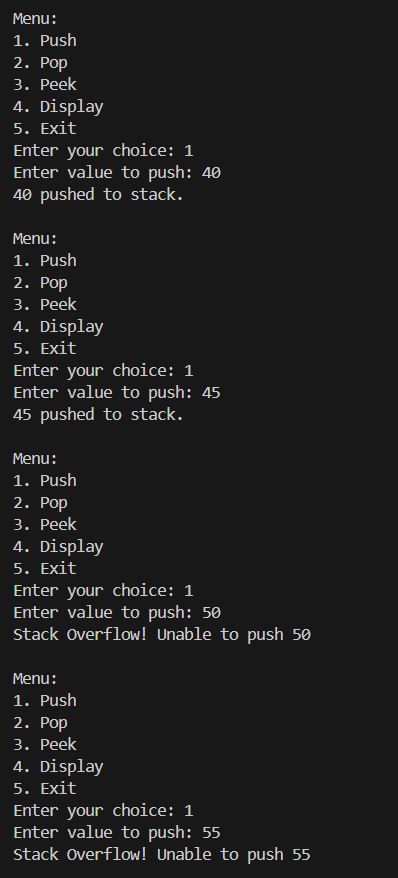 Menu:
1. Push
2. Pop
3. Peek
4. Display
5. Exit
Enter your choice: 1
Enter value to push: 40
40 pushed to stack.

Menu:
1. Push
2. Pop
3. Peek
4. Display
5. Exit
Enter your choice: 1
Enter value to push: 45
45 pushed to stack.

Menu:
1. Push
2. Pop
3. Peek
4. Display
5. Exit
Enter your choice: 1
Enter value to push: 50
Stack Overflow! Unable to push 50

Menu:
1. Push
2. Pop
3. Peek
4. Display
5. Exit
Enter your choice: 1
Enter value to push: 55
Stack Overflow! Unable to push 55